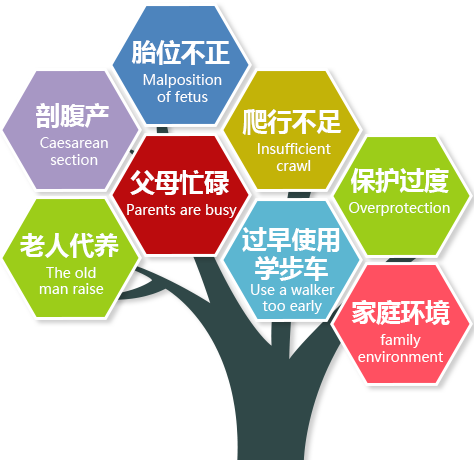 胎位不正
Malposition
of fetus
剖腹产
Caesarean
section
爬行不足
Insufficient
crawl
父母忙碌
Parents are busy
保护过度
Overprotection
老人代养
The old
man raise
过早使用
学步车
Use a walker
too early
家庭环境
family
environment